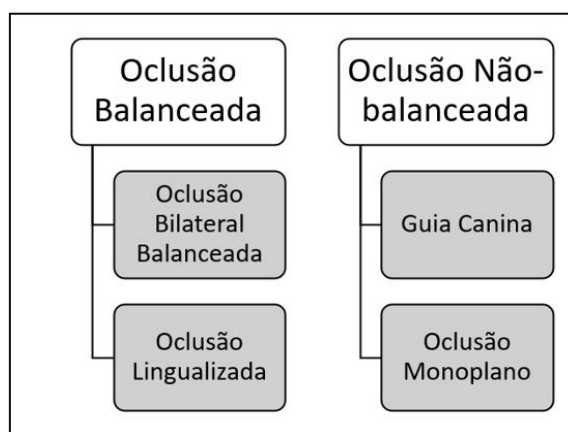 Oclusão
Balanceada
Oclusão
Bilateral
Balanceada
Oclusão
Lingualizada
Oclusão Não-
balanceada
Guia Canina
Oclusão
Monoplano